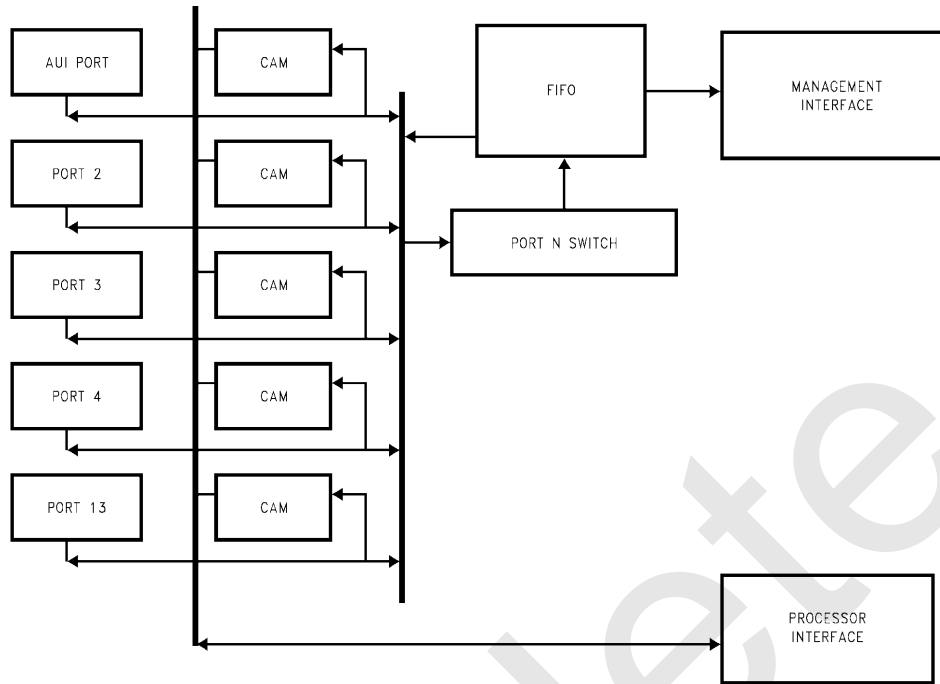 AUI PORT
CAM
FIFO
MANAGEMENT
INTERFACE
PORT 2
CAM
PORT N SWITCH
PORT 3
CAM
PORT 4
CAM
PORT 13
CAM
PROCESSOR
INTERFACE
lete